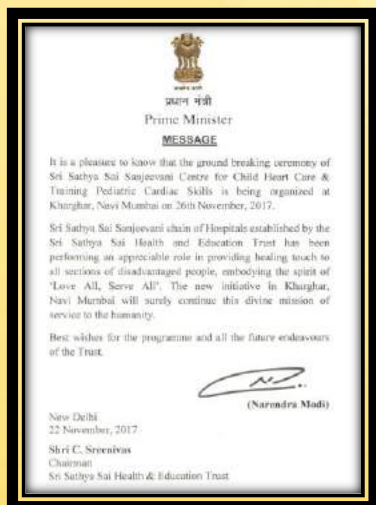 सत्यमेव जयते
प्रधान मंत्री
Prime Minister
MESSAGE
It is a pleasure to know that the ground breaking ceremony of
Sri Sathya Sai Sanjeevani Centre for Child Heart Care &
Training Pediatric Cardiac Skills is being organized at
Kharghar, Navi Mumbai on 26th November, 2017.
Sri Sathya Sai Sanjeevani chain of Hospitals established by the
Sri Sathya Sai Health and Education Trust has been
performing an appreciable role in providing healing touch to
all sections of disadvantaged people, embodying the spirit of
'Love All, Serve All'. The new initiative in Kharghar,
Navi Mumbai will surely continue this divine mission of
service to the humanity.
Best wishes for the programme and all the future endeavours
of the Trust.
(Narendra Modi)
New Delhi
22 November, 2017
Shri C. Sreenivas
Chairman
Sri Sathya Sai Health & Education Trust